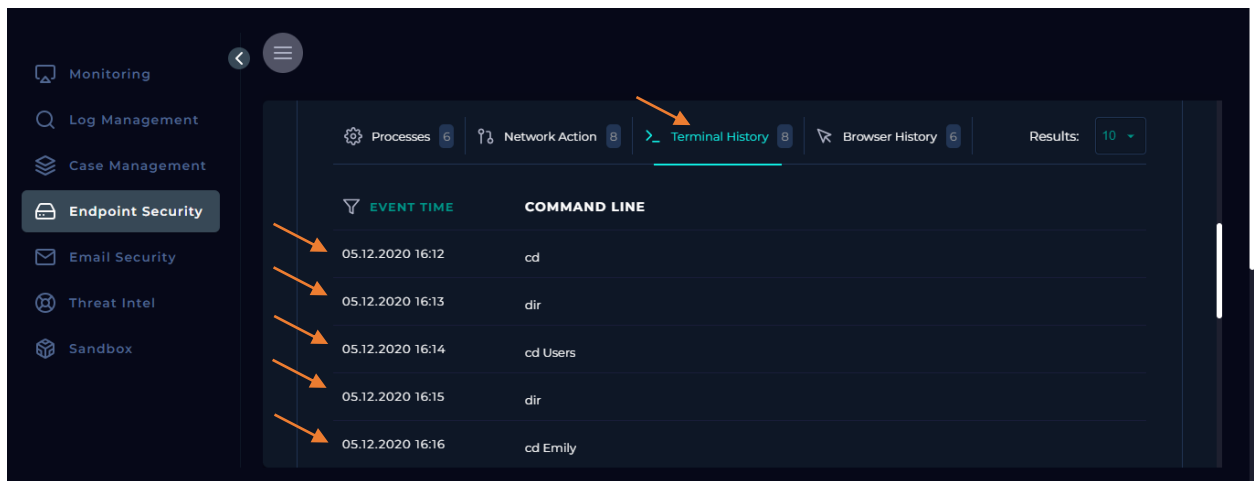 Monitoring
Log Management
Case Management
Endpoint Security
Email Security
Threat Intel
Sandbox
Processes 6 Network Action 8 >_ Terminal History 8 Browser History 6 Results: 10
EVENT TIME COMMAND LINE
05.12.2020 16:12 cd
05.12.2020 16:13 dir
05.12.2020 16:14 cd Users
05.12.2020 16:15 dir
05.12.2020 16:16 cd Emily